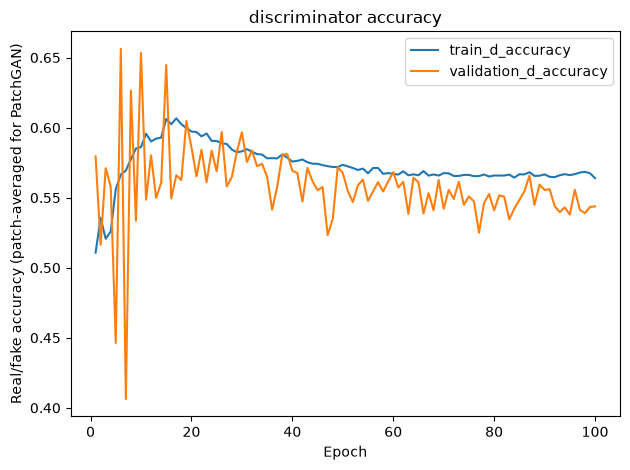 discriminator accuracy
train_d_accuracy
validation_d_accuracy
Real/fake accuracy (patch-averaged for PatchGAN)
0.65
0.60
0.55
0.50
0.45
0.40
0 20 40 60 80 100
Epoch